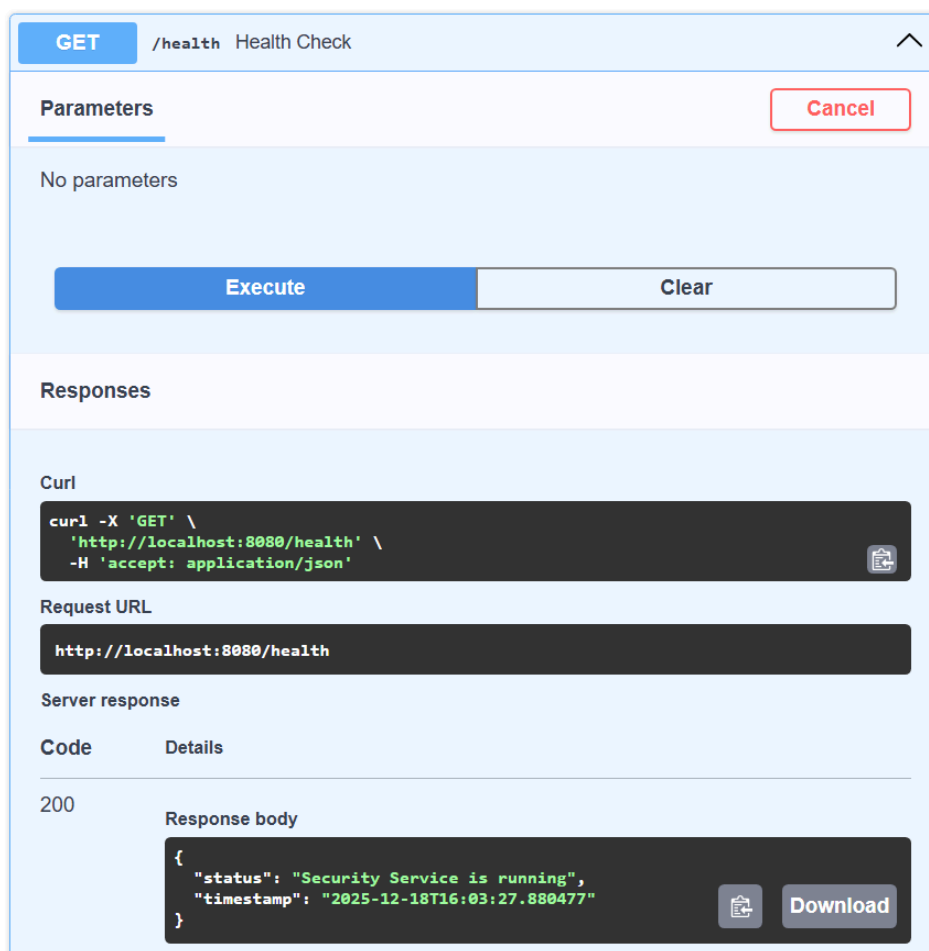 GET /health Health Check
Parameters
Cancel
No parameters
Execute
Clear
Responses
Curl
curl -X 'GET' \
  'http://localhost:8080/health' \
  -H 'accept: application/json'
Request URL
http://localhost:8080/health
Server response
Code Details
200
Response body
{
  "status": "Security Service is running",
  "timestamp": "2025-12-18T16:03:27.880477"
}
Download